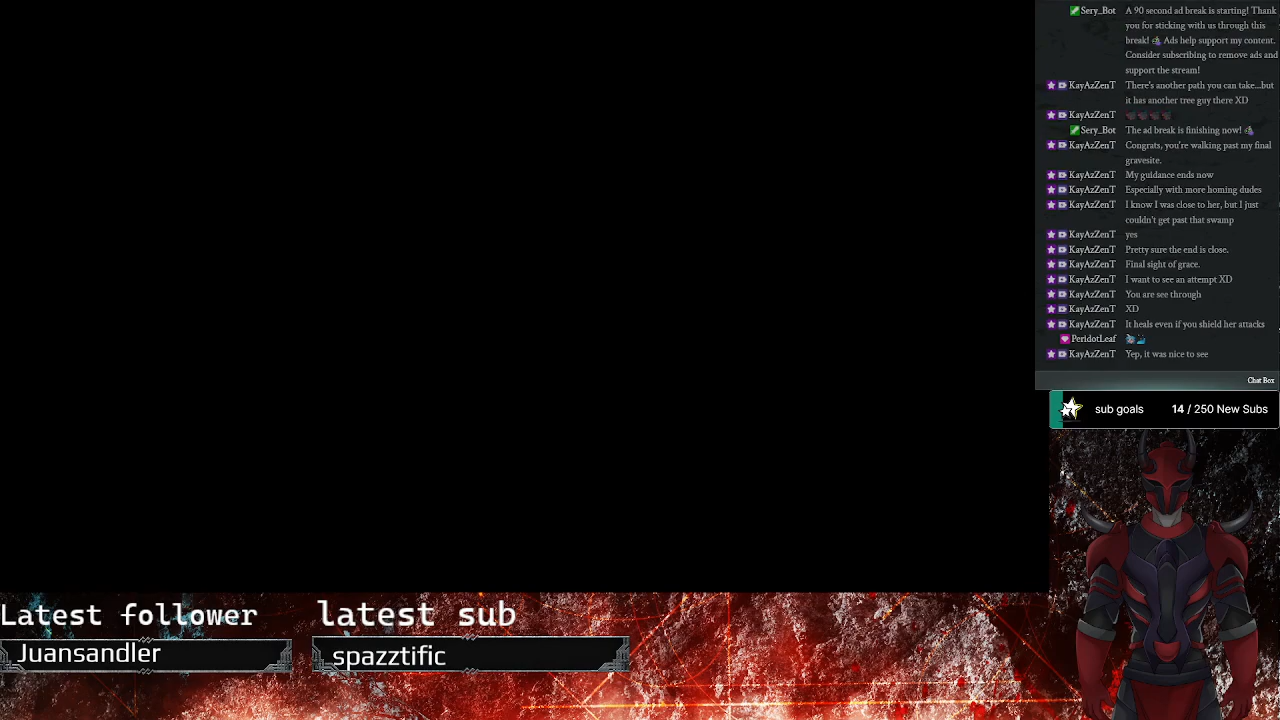 Sery_Bot A 90 second ad break is starting! Thank
you for sticking with us through this
break! Ads help support my content.
Consider subscribing to remove ads and
support the stream!
KayAzZenT There's another path you can take...but
it has another tree guy there XD
KayAzZenT
Sery_Bot The ad break is finishing now!
KayAzZenT Congrats, you're walking past my final
gravesite.
KayAzZenT My guidance ends now
KayAzZenT Especially with more homing dudes
KayAzZenT I know I was close to her, but I just
couldn't get past that swamp
KayAzZenT yes
KayAzZenT Pretty sure the end is close.
KayAzZenT Final sight of grace.
KayAzZenT I want to see an attempt XD
KayAzZenT You are see through
KayAzZenT XD
KayAzZenT It heals even if you shield her attacks
PeridotLeaf
KayAzZenT Yep, it was nice to see
Chat Box
sub goals 14 / 250 New Subs
Latest follower
Juansandler
latest sub
spazztific